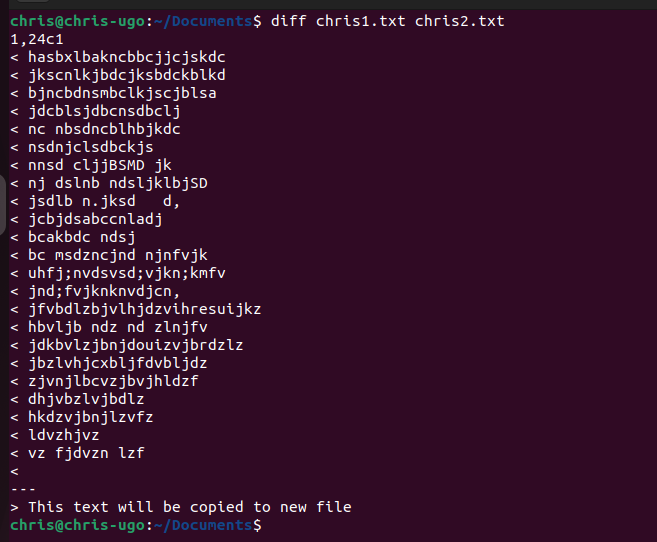 chris@chris-ugo:~/Documents$ diff chris1.txt chris2.txt
1,24c1
< hasbxlbakncbbcjjcjskdc
< jkscnlkjbdcjksbdckblkd
< bjncbdnsmbclkjscjblsa
< jdcblsjdbcnsdbclj
< nc nbsdncblhbjkdc
< nsdnjclsdbckjs
< nnsd cljjBSMD jk
< nj dslnb ndsljklbjSD
< jsdlb n.jksd   d,
< jcbjdsabccnladj
< bcakbdc ndsj
< bc msdzncjnd njnfvjk
< uhfj;nvdsvsd;vjkn;kmfv
< jnd;fvjknknvdjcn,
< jfvbdlzbjvlhjdzvihresuijkz
< hbvljb ndz nd zlnjfv
< jdkbvlzjbnjdouizvjbrdzlz
< jbzlvhjcxbljfdvbljdz
< zjvnjlbcvzjbvjhldzf
< dhjvbzlvjbdlz
< hkdzvjbnjlzvfz
< ldvzhjvz
< vz fjdvzn lzf
<
---
> This text will be copied to new file
chris@chris-ugo:~/Documents$